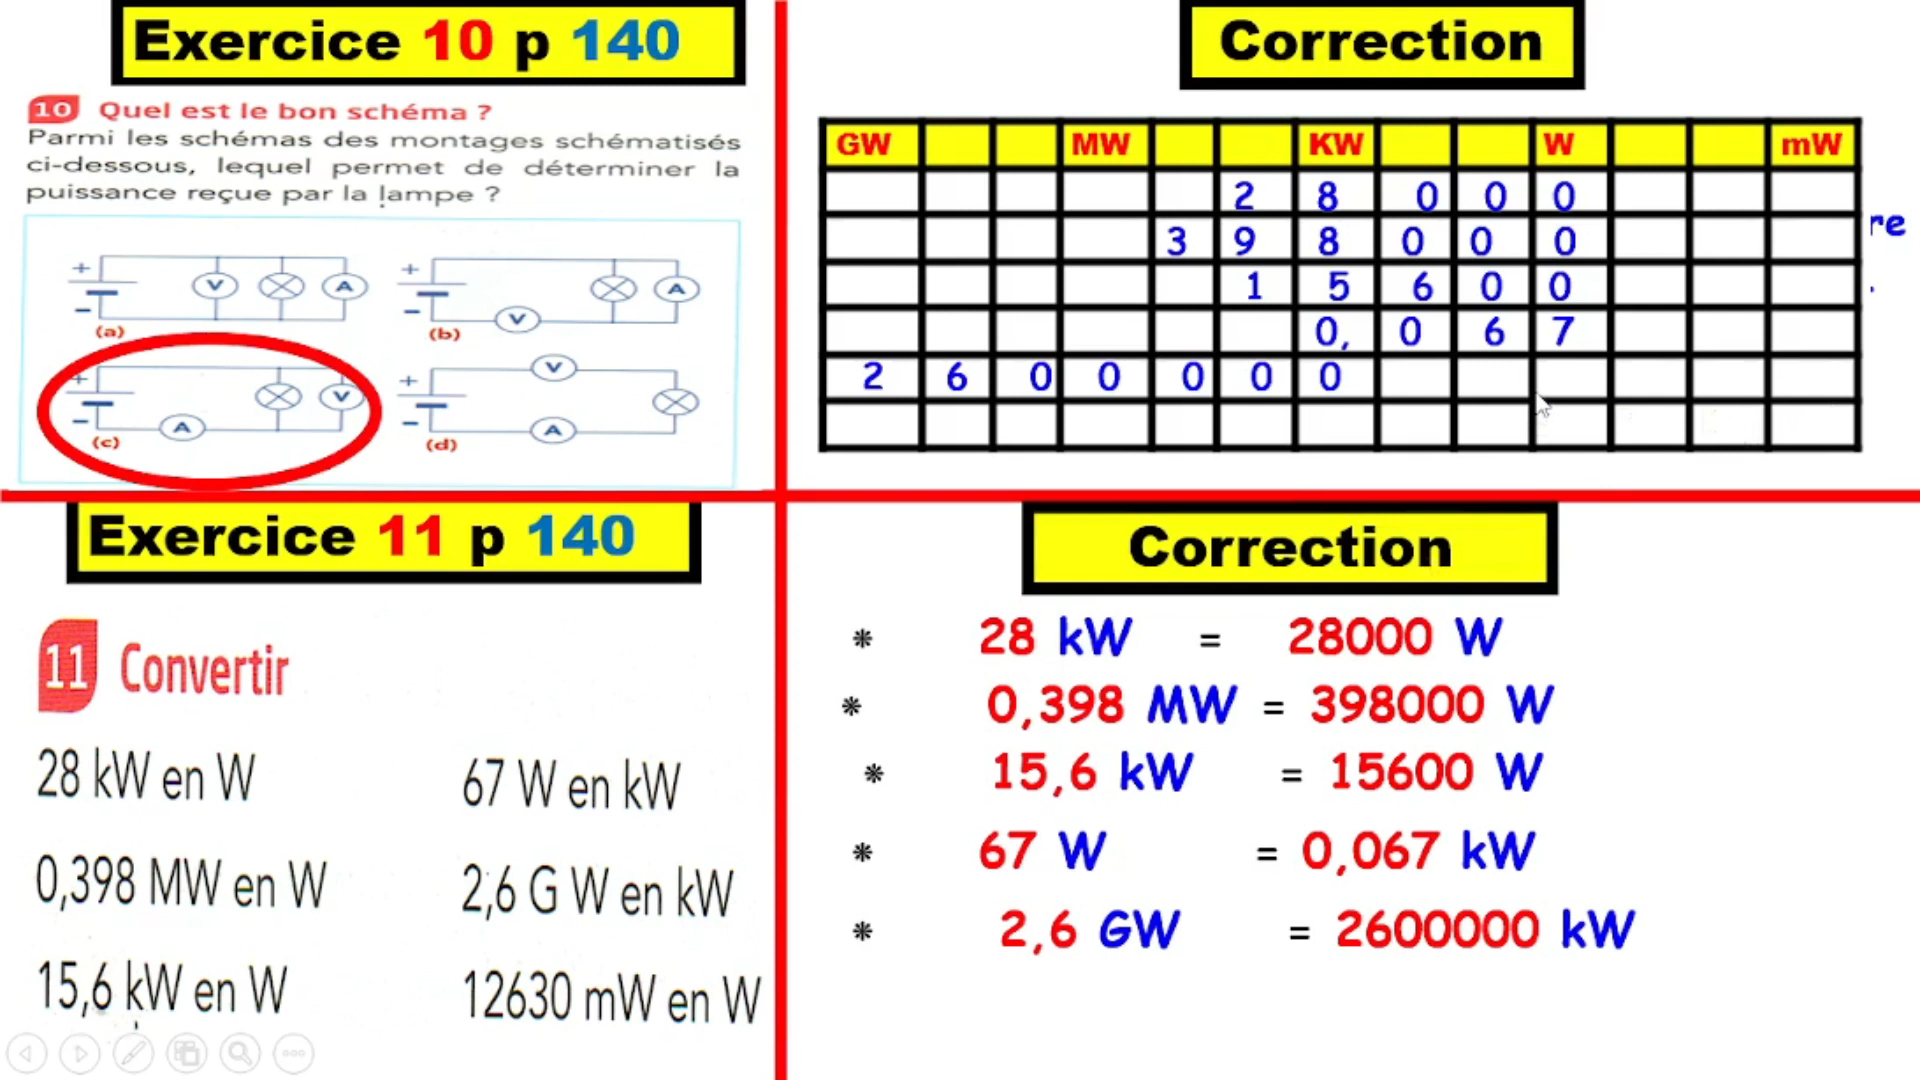 Exercice 10 p 140
10 Quel est le bon schéma ?
Parmi les schémas des montages schématisés
ci-dessous, lequel permet de déterminer la
puissance reçue par la lampe ?
+ − V A (a)
+ − V A (b)
+ − A V (c)
+ − V A (d)
Correction
GW MW KW W mW
2 8 0 0 0
3 9 8 0 0 0
1 5 6 0 0
0, 0 6 7
2 6 0 0 0 0 0
re
Exercice 11 p 140
11 Convertir
28 kW en W
0,398 MW en W
15,6 kW en W
67 W en kW
2,6 G W en kW
12630 mW en W
Correction
* 28 kW = 28000 W
* 0,398 MW = 398000 W
* 15,6 kW = 15600 W
* 67 W = 0,067 kW
* 2,6 GW = 2600000 kW